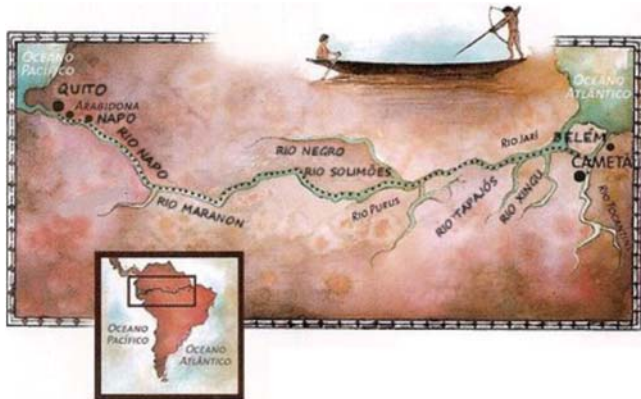 OCEANO
PACÍFICO
QUITO
ARABIDONA
NAPO
RIO NAPO
RIO MARANON
RIO NEGRO
RIO SOLIMÕES
RIO PURUS
RIO TAPAJÓS
RIO XINGU
RIO JARI
OCEANO
ATLÂNTICO
BELÉM
CAMETÁ
RIO TOCANTINS
OCEANO
PACÍFICO
OCEANO
ATLÂNTICO